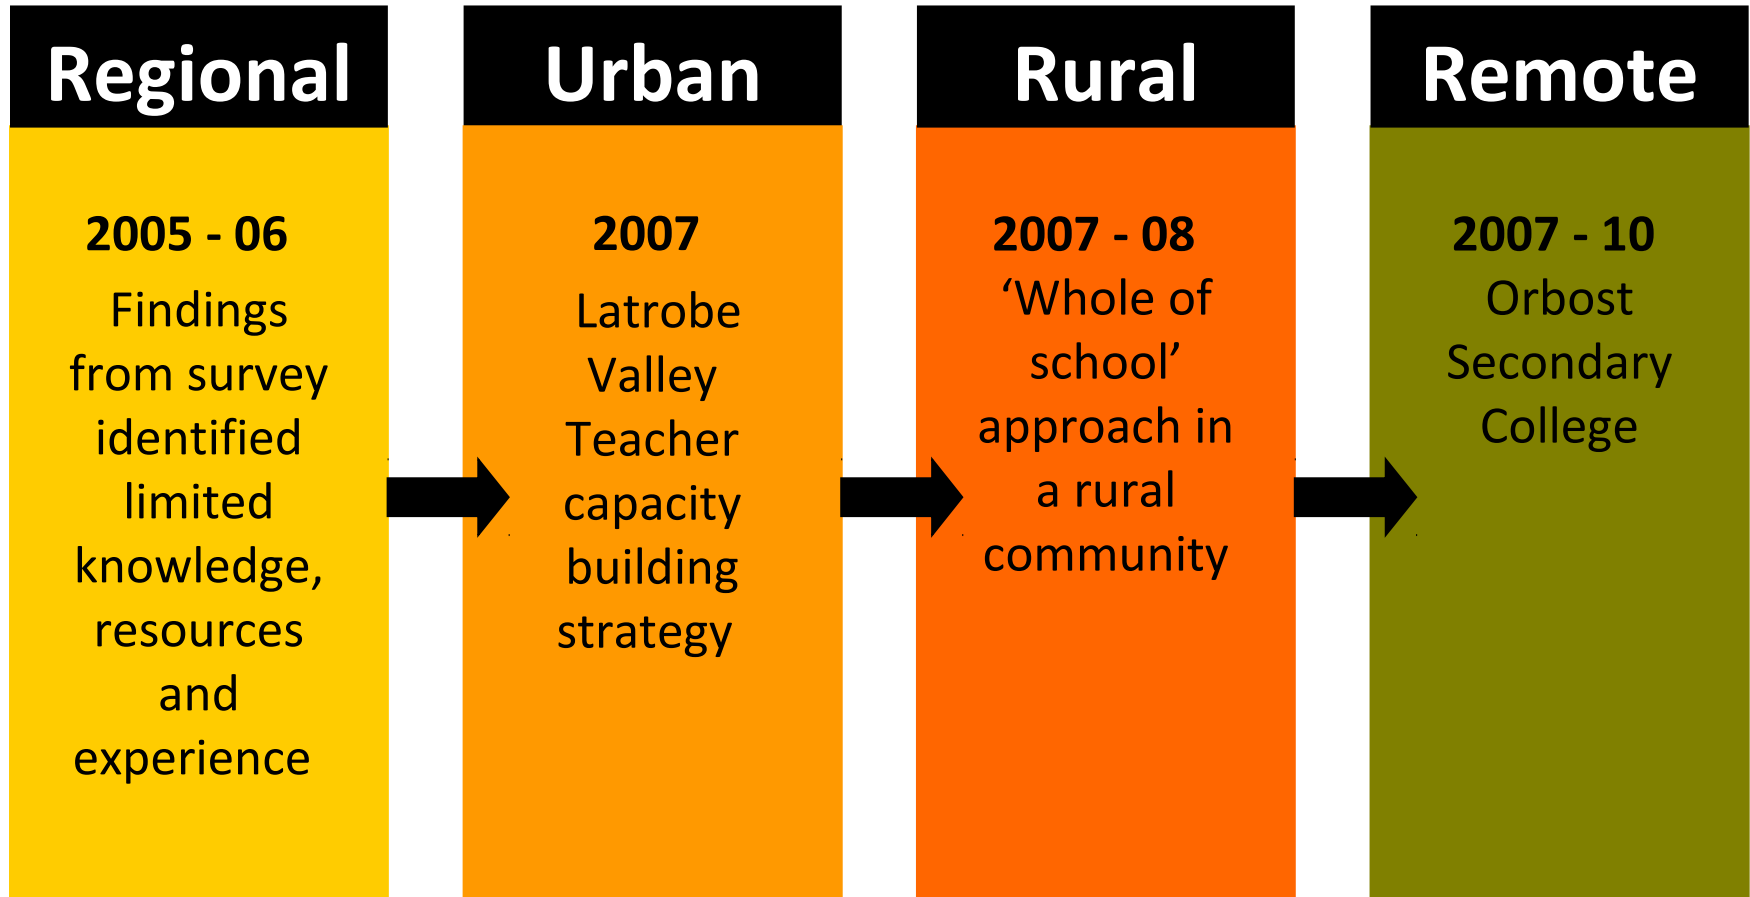 Regional
2005 - 06
Findings
from survey
identified
limited
knowledge,
resources
and
experience
Urban
2007
Latrobe
Valley
Teacher
capacity
building
strategy
Rural
2007 - 08
‘Whole of
school’
approach in
a rural
community
Remote
2007 - 10
Orbost
Secondary
College